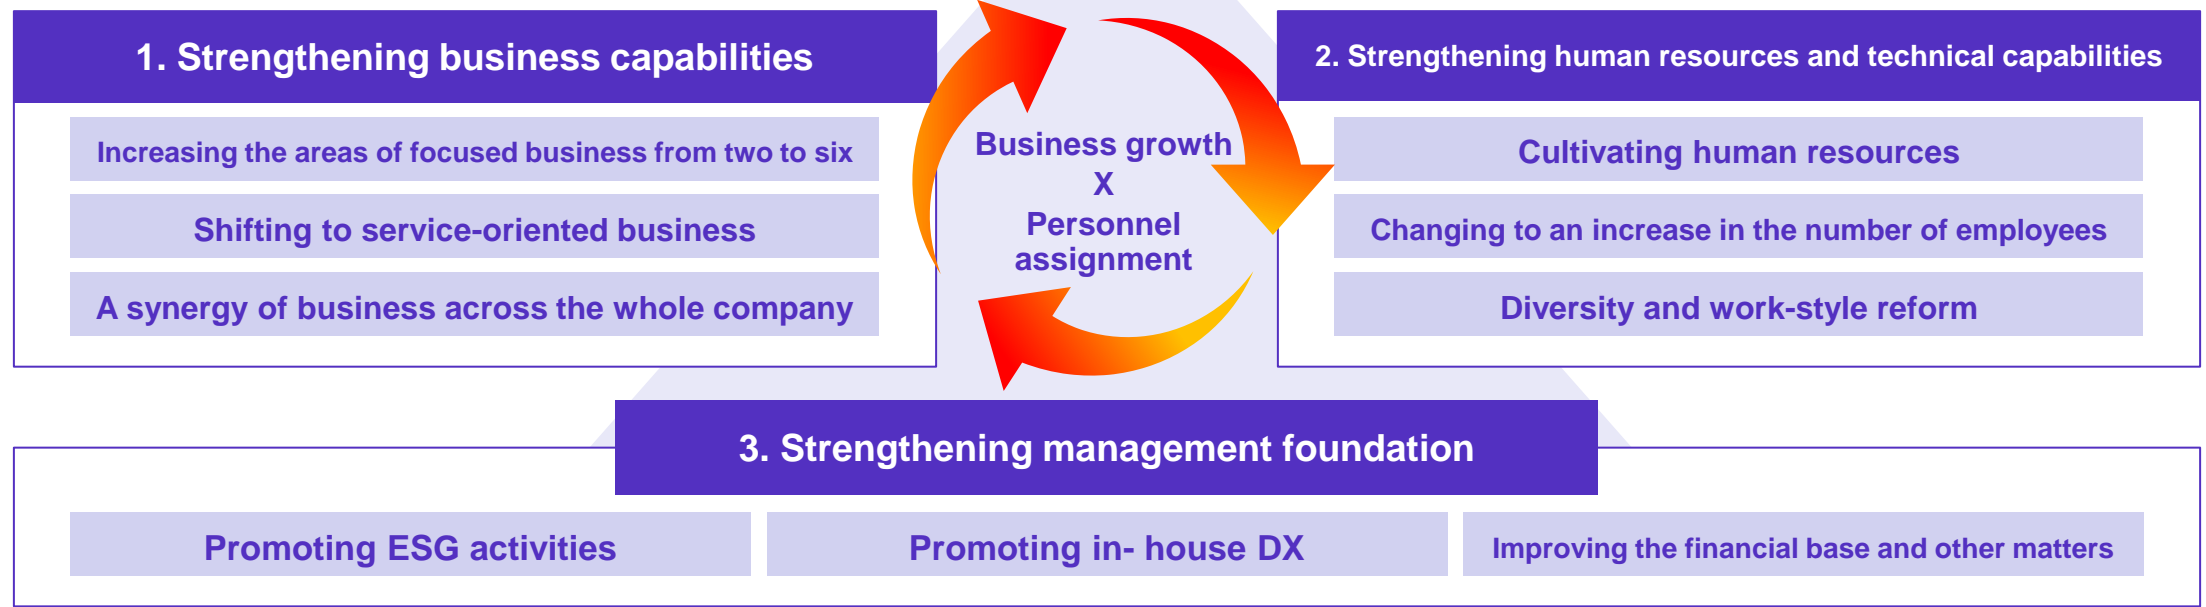 1. Strengthening business capabilities
Increasing the areas of focused business from two to six
Shifting to service-oriented business
A synergy of business across the whole company
Business growth
X
Personnel
assignment
2. Strengthening human resources and technical capabilities
Cultivating human resources
Changing to an increase in the number of employees
Diversity and work-style reform
3. Strengthening management foundation
Promoting ESG activities
Promoting in- house DX
Improving the financial base and other matters